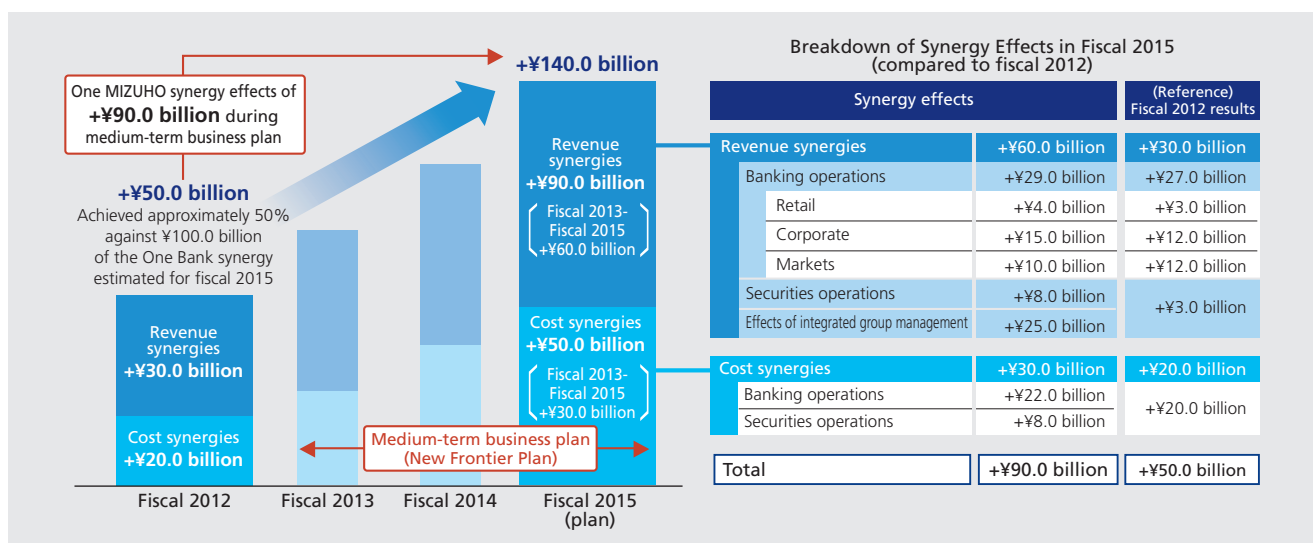 One MIZUHO synergy effects of
+¥90.0 billion during
medium-term business plan
+¥50.0 billion
Achieved approximately 50%
against ¥100.0 billion
of the One Bank synergy
estimated for fiscal 2015
Revenue
synergies
+¥30.0 billion
Cost synergies
+¥20.0 billion
+¥140.0 billion
Revenue
synergies
+¥90.0 billion
Fiscal 2013-
Fiscal 2015
+¥60.0 billion
Cost synergies
+¥50.0 billion
Fiscal 2013-
Fiscal 2015
+¥30.0 billion
Medium-term business plan
(New Frontier Plan)
Fiscal 2012
Fiscal 2013
Fiscal 2014
Fiscal 2015
(plan)
Breakdown of Synergy Effects in Fiscal 2015
(compared to fiscal 2012)
Synergy effects
(Reference)
Fiscal 2012 results
Revenue synergies +¥60.0 billion +¥30.0 billion
Banking operations +¥29.0 billion +¥27.0 billion
Retail +¥4.0 billion +¥3.0 billion
Corporate +¥15.0 billion +¥12.0 billion
Markets +¥10.0 billion +¥12.0 billion
Securities operations +¥8.0 billion
+¥3.0 billion
Effects of integrated group management +¥25.0 billion
Cost synergies +¥30.0 billion +¥20.0 billion
Banking operations +¥22.0 billion
+¥20.0 billion
Securities operations +¥8.0 billion
Total +¥90.0 billion +¥50.0 billion